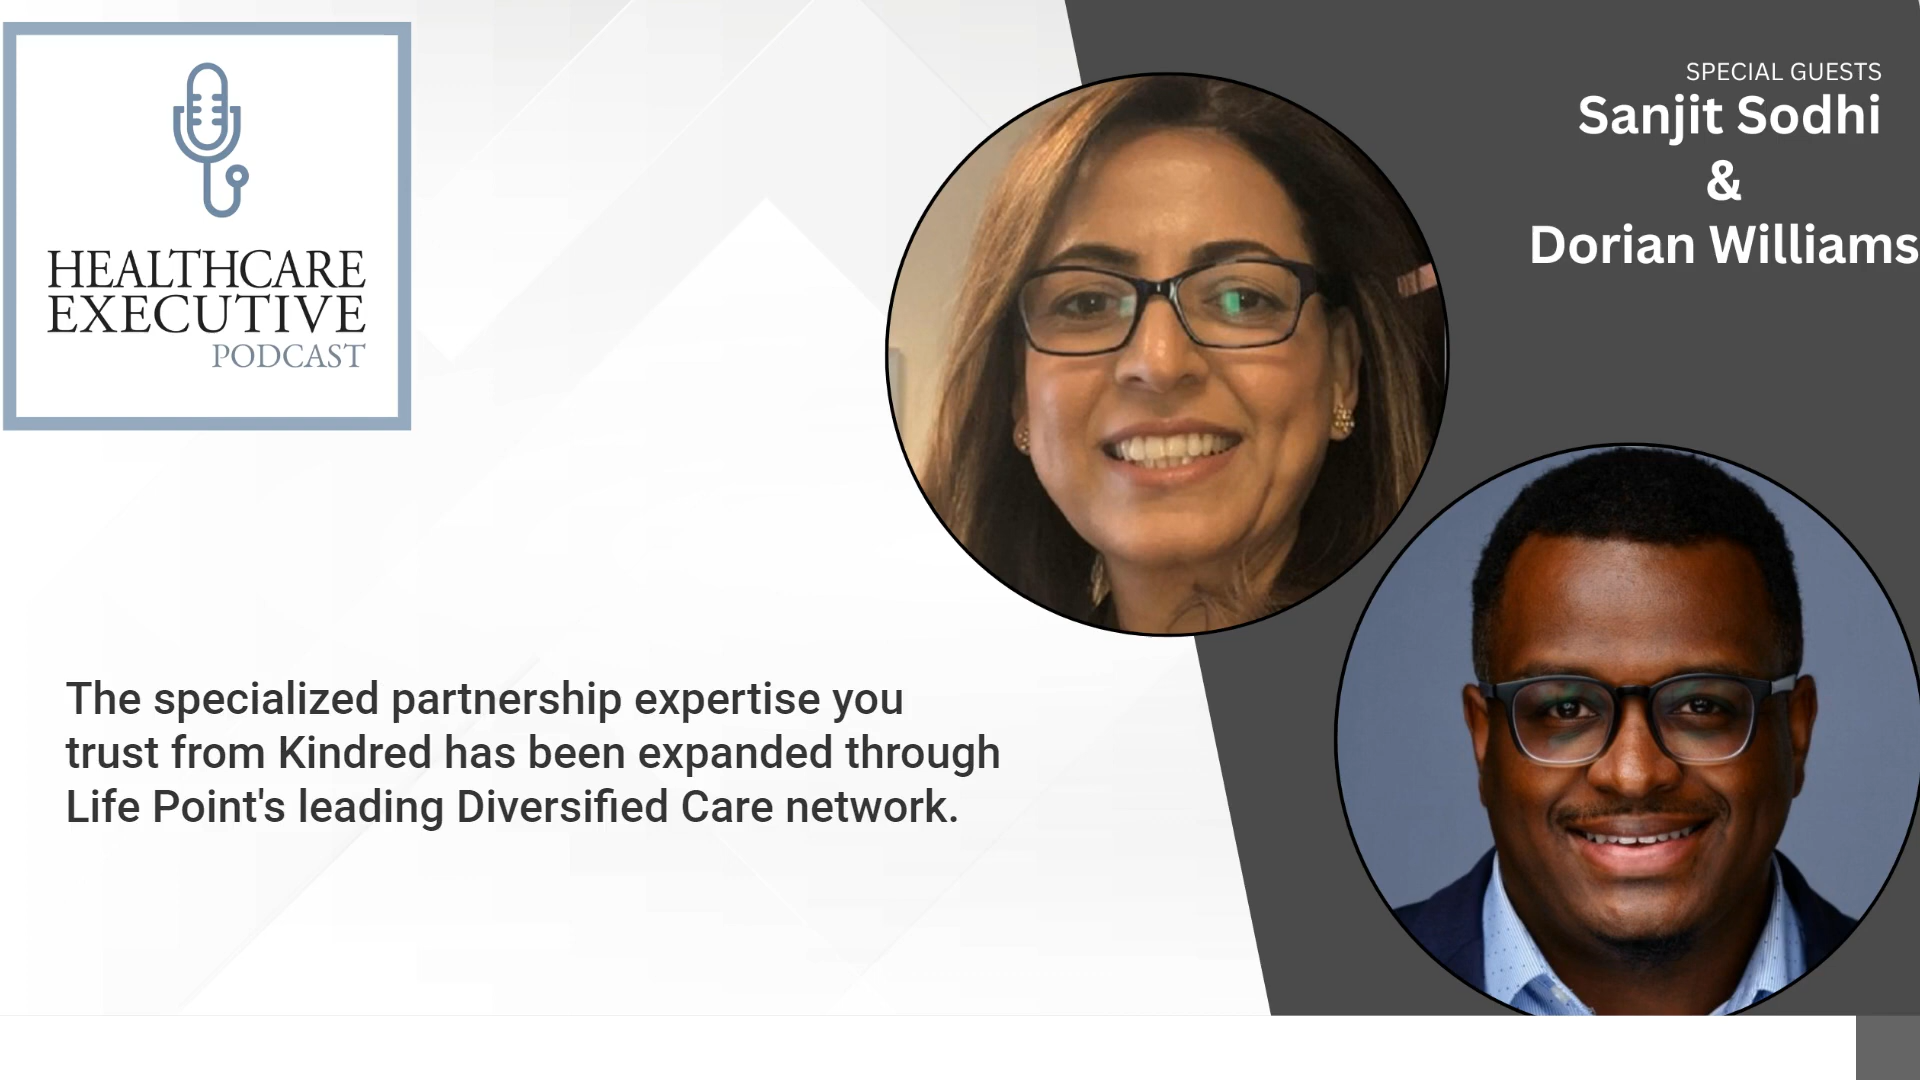 HEALTHCARE
EXECUTIVE
PODCAST
SPECIAL GUESTS
Sanjit Sodhi
&
Dorian Williams
The specialized partnership expertise you
trust from Kindred has been expanded through
Life Point's leading Diversified Care network.